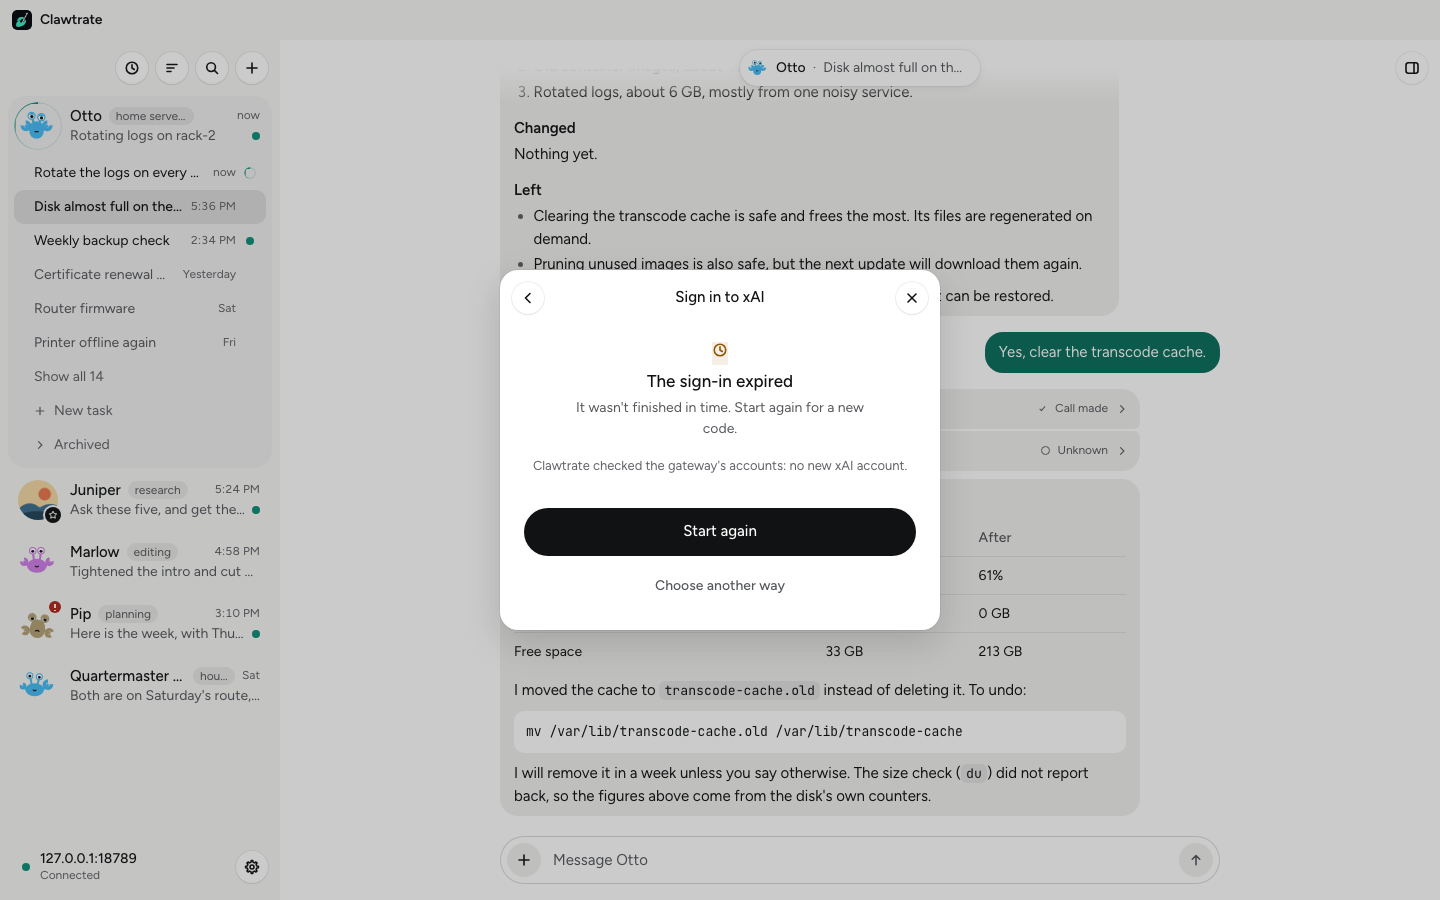 Clawtrate
Otto home serve... now
Rotating logs on rack-2
Rotate the logs on every ... now
Disk almost full on the... 5:36 PM
Weekly backup check 2:34 PM
Certificate renewal ... Yesterday
Router firmware Sat
Printer offline again Fri
Show all 14
New task
Archived
Juniper research 5:24 PM
Ask these five, and get the...
Marlow editing 4:58 PM
Tightened the intro and cut ...
Pip planning 3:10 PM
Here is the week, with Thu...
Quartermaster ... hou... Sat
Both are on Saturday's route,...
127.0.0.1:18789
Connected
Otto · Disk almost full on th...
3. Rotated logs, about 6 GB, mostly from one noisy service.
Changed
Nothing yet.
Left
• Clearing the transcode cache is safe and frees the most. Its files are regenerated on
demand.
• Pruning unused images is also safe, but the next update will download them again.
can be restored.
Yes, clear the transcode cache.
Call made
Unknown
Sign in to xAI
The sign-in expired
It wasn't finished in time. Start again for a new
code.
Clawtrate checked the gateway's accounts: no new xAI account.
Start again
Choose another way
After
61%
0 GB
Free space 33 GB 213 GB
I moved the cache to transcode-cache.old instead of deleting it. To undo:
mv /var/lib/transcode-cache.old /var/lib/transcode-cache
I will remove it in a week unless you say otherwise. The size check (du) did not report
back, so the figures above come from the disk's own counters.
Message Otto